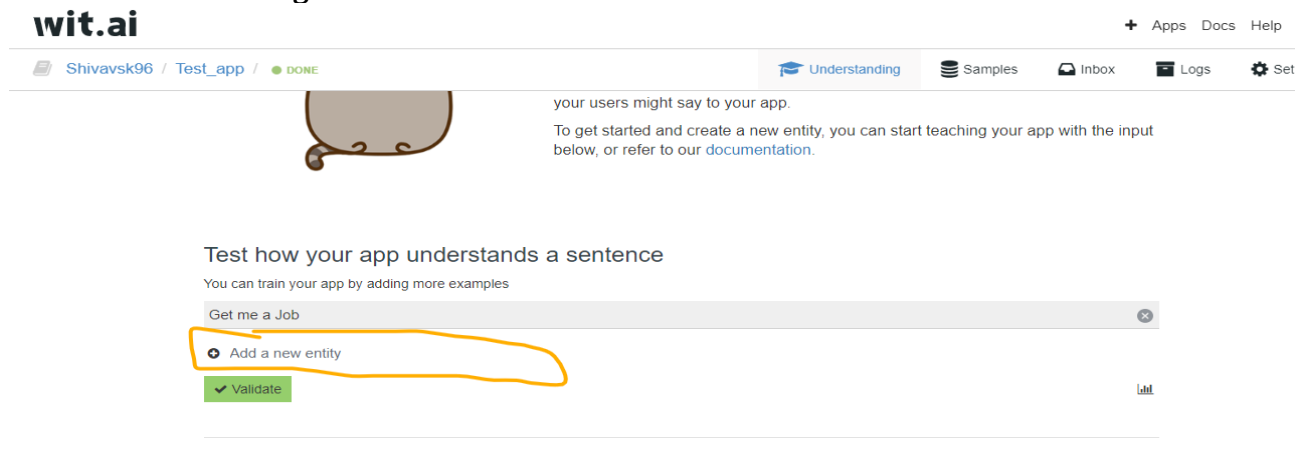 wit.ai
+ Apps Docs Help
Shivavsk96 / Test_app / DONE
Understanding Samples Inbox Logs Set
your users might say to your app.
To get started and create a new entity, you can start teaching your app with the input
below, or refer to our documentation.
Test how your app understands a sentence
You can train your app by adding more examples
Get me a Job
Add a new entity
Validate